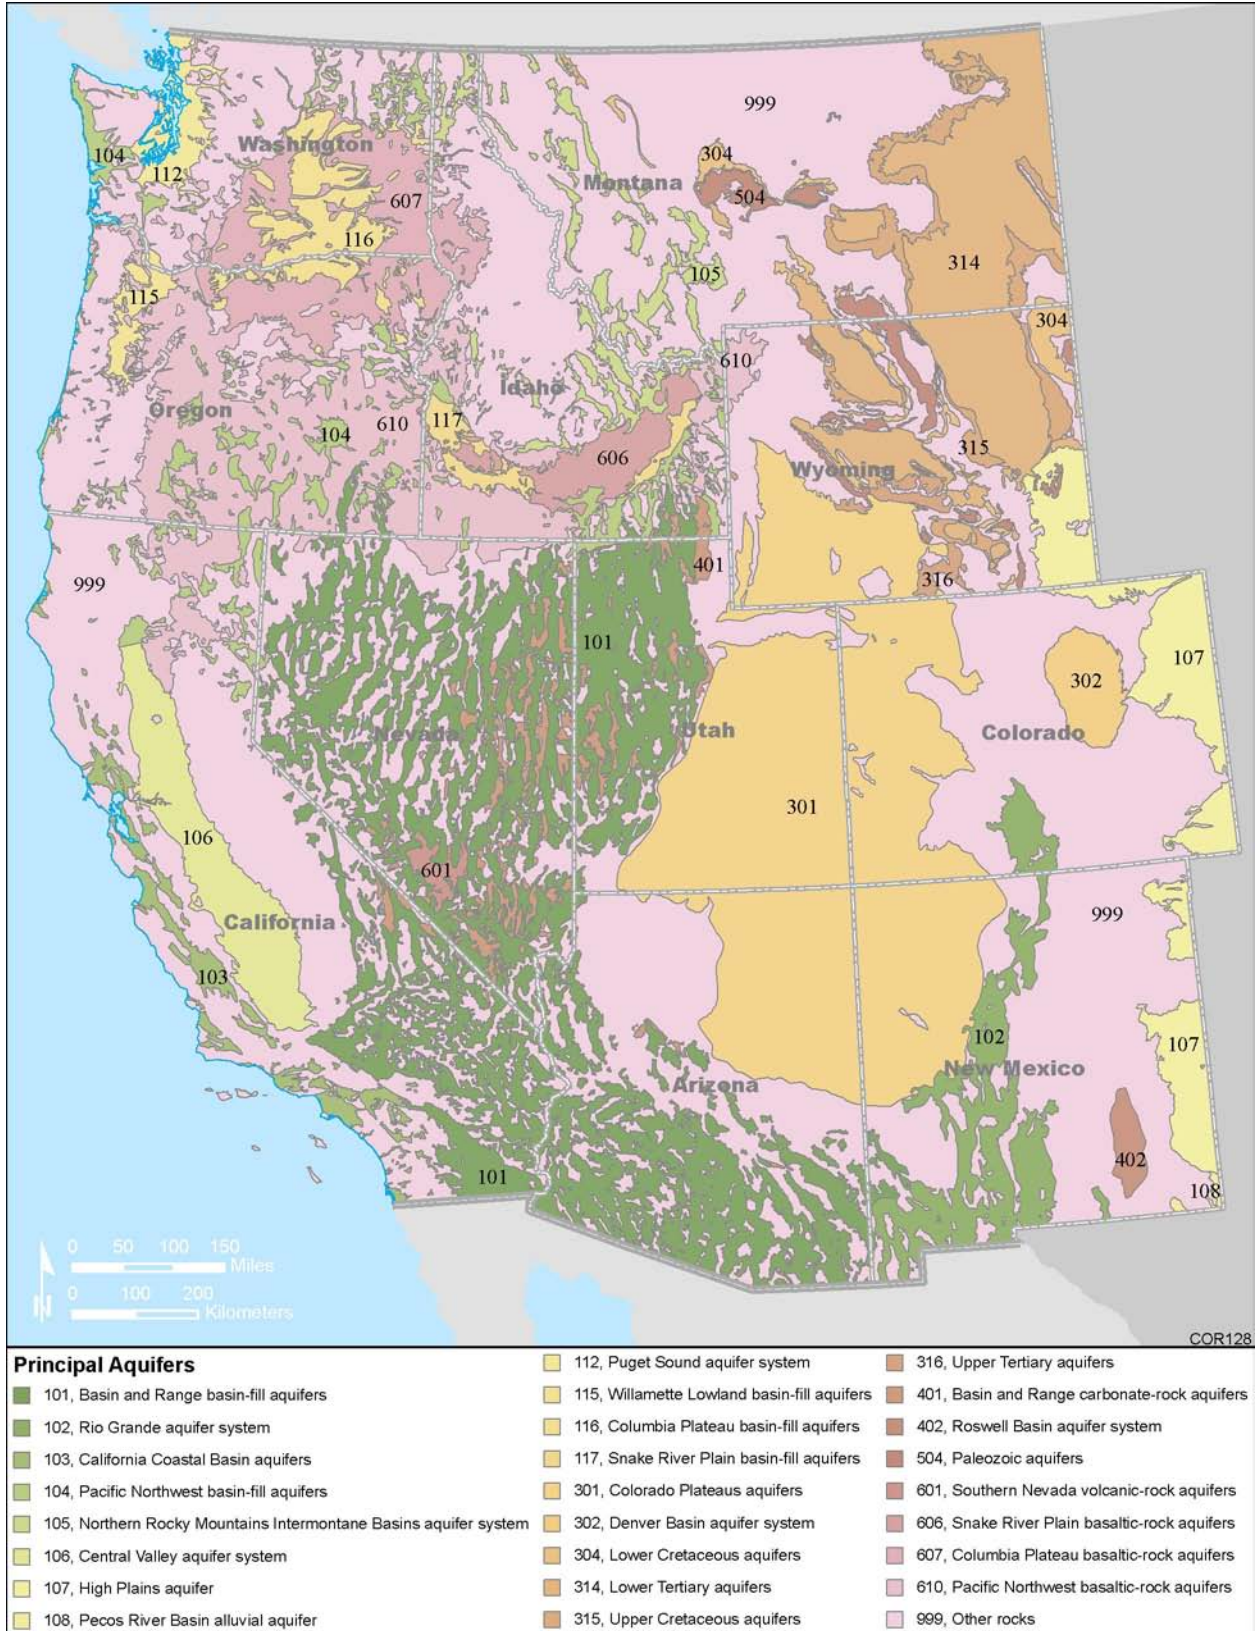 999
Washington
104
112
304
Montana
504
607
116
314
105
115
304
610
Idaho
Oregon
104
610
117
606
315
Wyoming
999
401
316
101
107
302
Nevada
Utah
Colorado
301
106
601
California
999
103
102
107
New Mexico
Arizona
101
402
108
0 50 100 150
Miles
0 100 200
Kilometers
N
COR128
Principal Aquifers
101, Basin and Range basin-fill aquifers
102, Rio Grande aquifer system
103, California Coastal Basin aquifers
104, Pacific Northwest basin-fill aquifers
105, Northern Rocky Mountains Intermontane Basins aquifer system
106, Central Valley aquifer system
107, High Plains aquifer
108, Pecos River Basin alluvial aquifer
112, Puget Sound aquifer system
115, Willamette Lowland basin-fill aquifers
116, Columbia Plateau basin-fill aquifers
117, Snake River Plain basin-fill aquifers
301, Colorado Plateaus aquifers
302, Denver Basin aquifer system
304, Lower Cretaceous aquifers
314, Lower Tertiary aquifers
315, Upper Cretaceous aquifers
316, Upper Tertiary aquifers
401, Basin and Range carbonate-rock aquifers
402, Roswell Basin aquifer system
504, Paleozoic aquifers
601, Southern Nevada volcanic-rock aquifers
606, Snake River Plain basaltic-rock aquifers
607, Columbia Plateau basaltic-rock aquifers
610, Pacific Northwest basaltic-rock aquifers
999, Other rocks